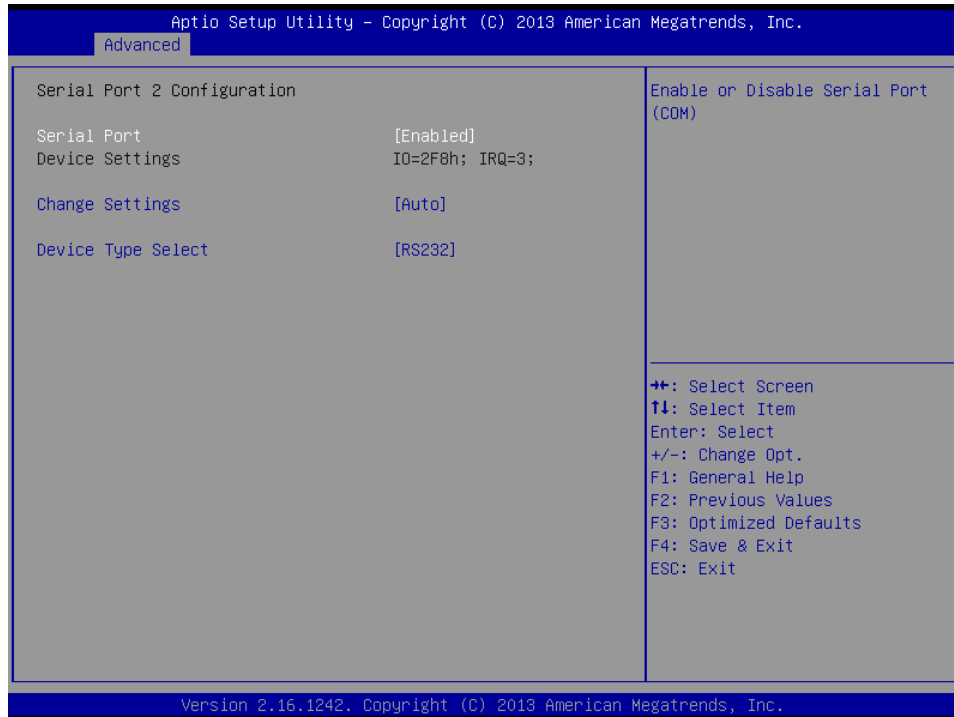 Aptio Setup Utility – Copyright (C) 2013 American Megatrends, Inc.
Advanced
Serial Port 2 Configuration
Serial Port [Enabled]
Device Settings IO=2F8h; IRQ=3;
Change Settings [Auto]
Device Type Select [RS232]
Enable or Disable Serial Port
(COM)
→←: Select Screen
↑↓: Select Item
Enter: Select
+/-: Change Opt.
F1: General Help
F2: Previous Values
F3: Optimized Defaults
F4: Save & Exit
ESC: Exit
Version 2.16.1242. Copyright (C) 2013 American Megatrends, Inc.